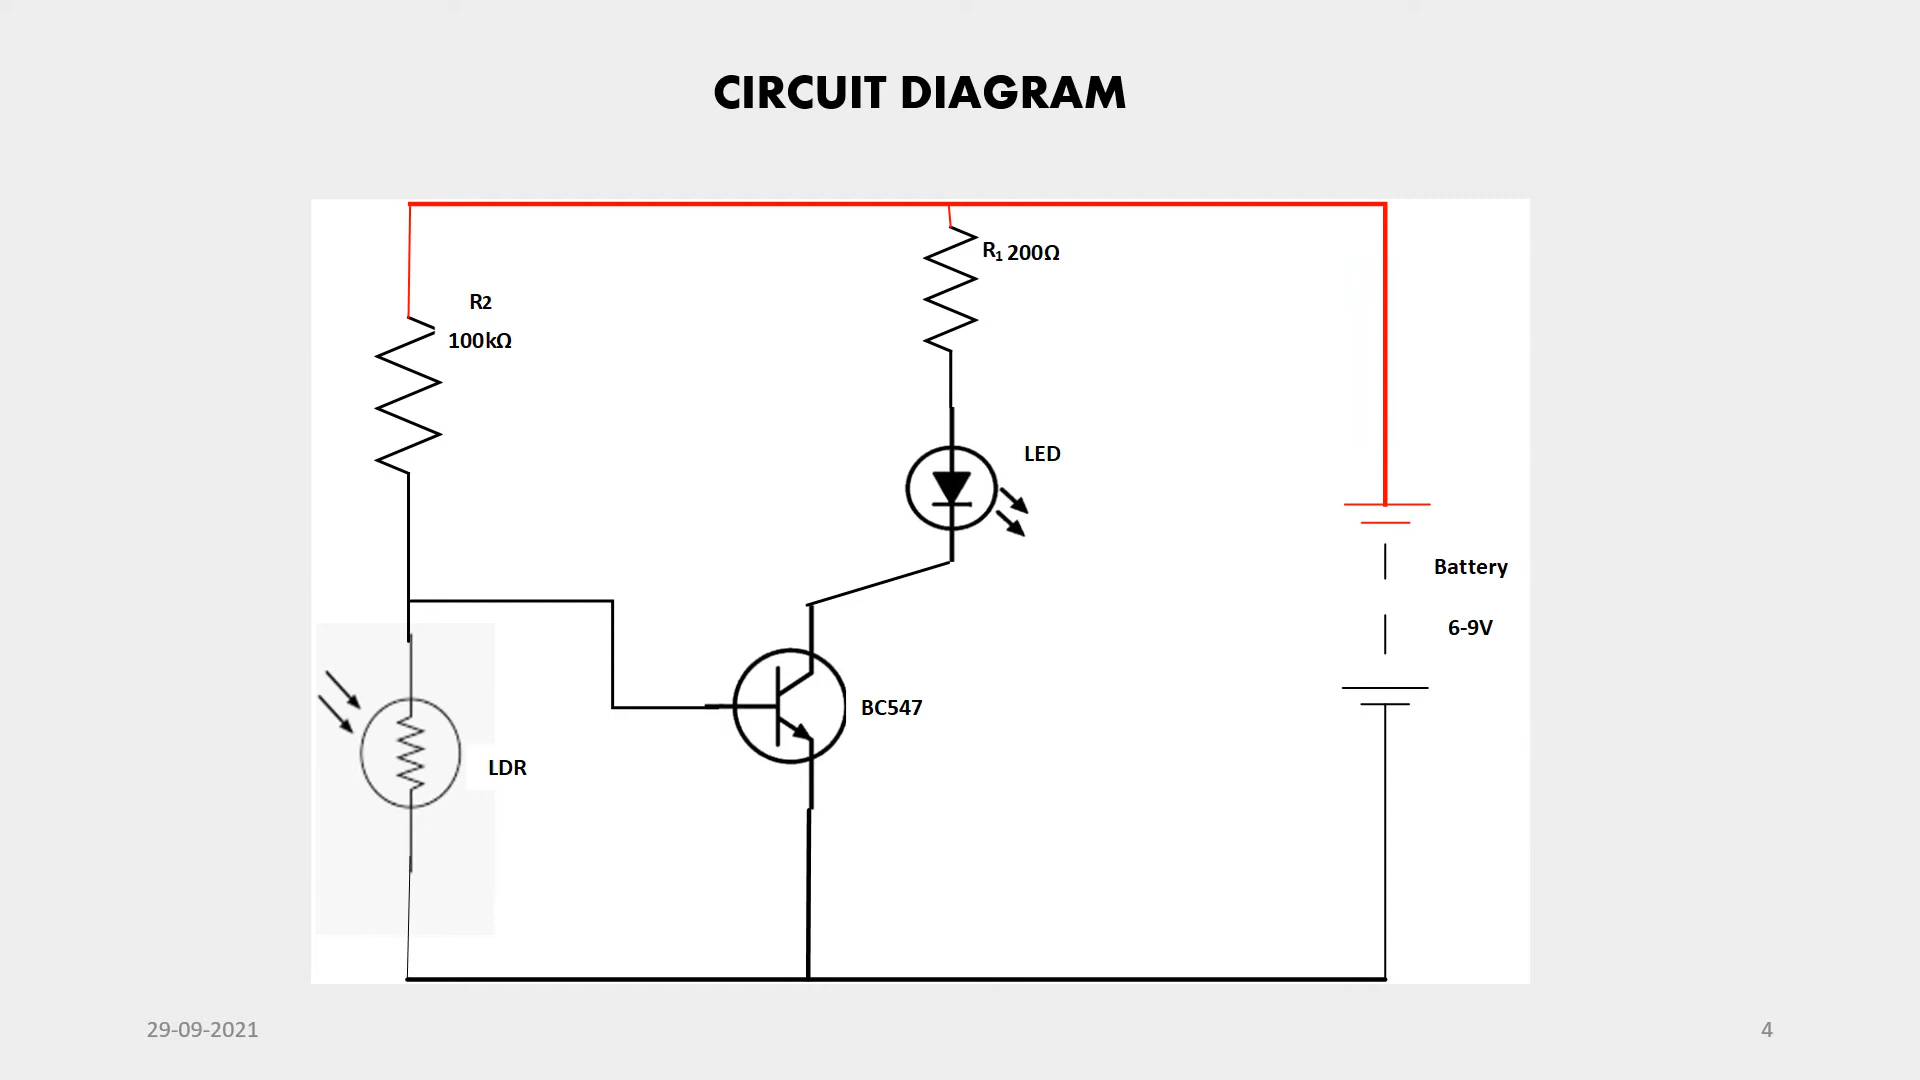 CIRCUIT DIAGRAM
R₁ 200Ω
R2
100kΩ
LED
Battery
6-9V
BC547
LDR
29-09-2021
4